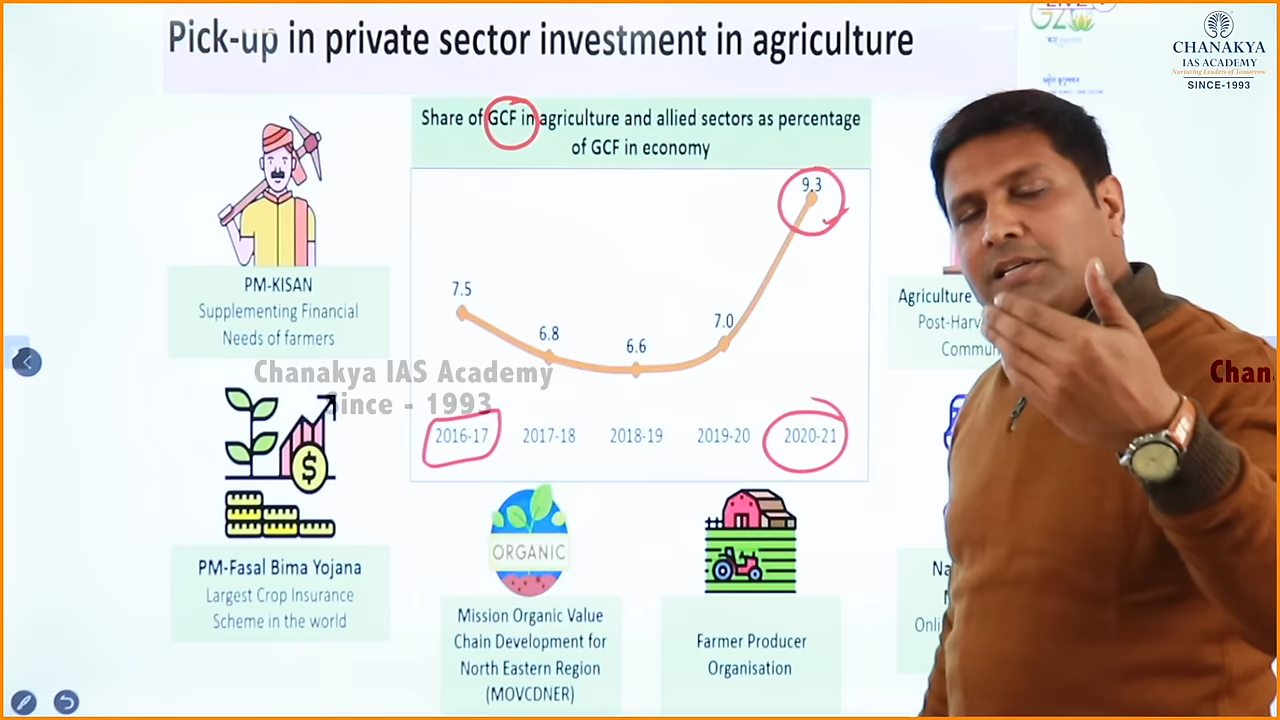 Pick-up in private sector investment in agriculture
CHANAKYA
IAS ACADEMY
Nurturing Leaders of Tomorrow
SINCE-1993
Share of GCF in agriculture and allied sectors as percentage
of GCF in economy
9.3
7.5
6.8
6.6
7.0
2016-17 2017-18 2018-19 2019-20 2020-21
PM-KISAN
Supplementing Financial
Needs of farmers
Agriculture
Post-Harv
Commun
Chanakya IAS Academy
Since - 1993
Chan
$
PM-Fasal Bima Yojana
Largest Crop Insurance
Scheme in the world
ORGANIC
Mission Organic Value
Chain Development for
North Eastern Region
(MOVCDNER)
Farmer Producer
Organisation
Na
Onli